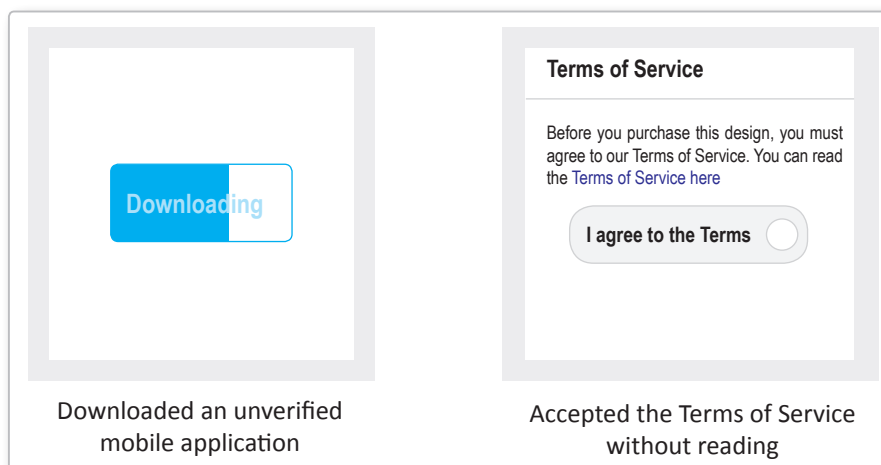 Downloading
Downloaded an unverified
mobile application
Terms of Service
Before you purchase this design, you must
agree to our Terms of Service. You can read
the Terms of Service here
I agree to the Terms
Accepted the Terms of Service
without reading